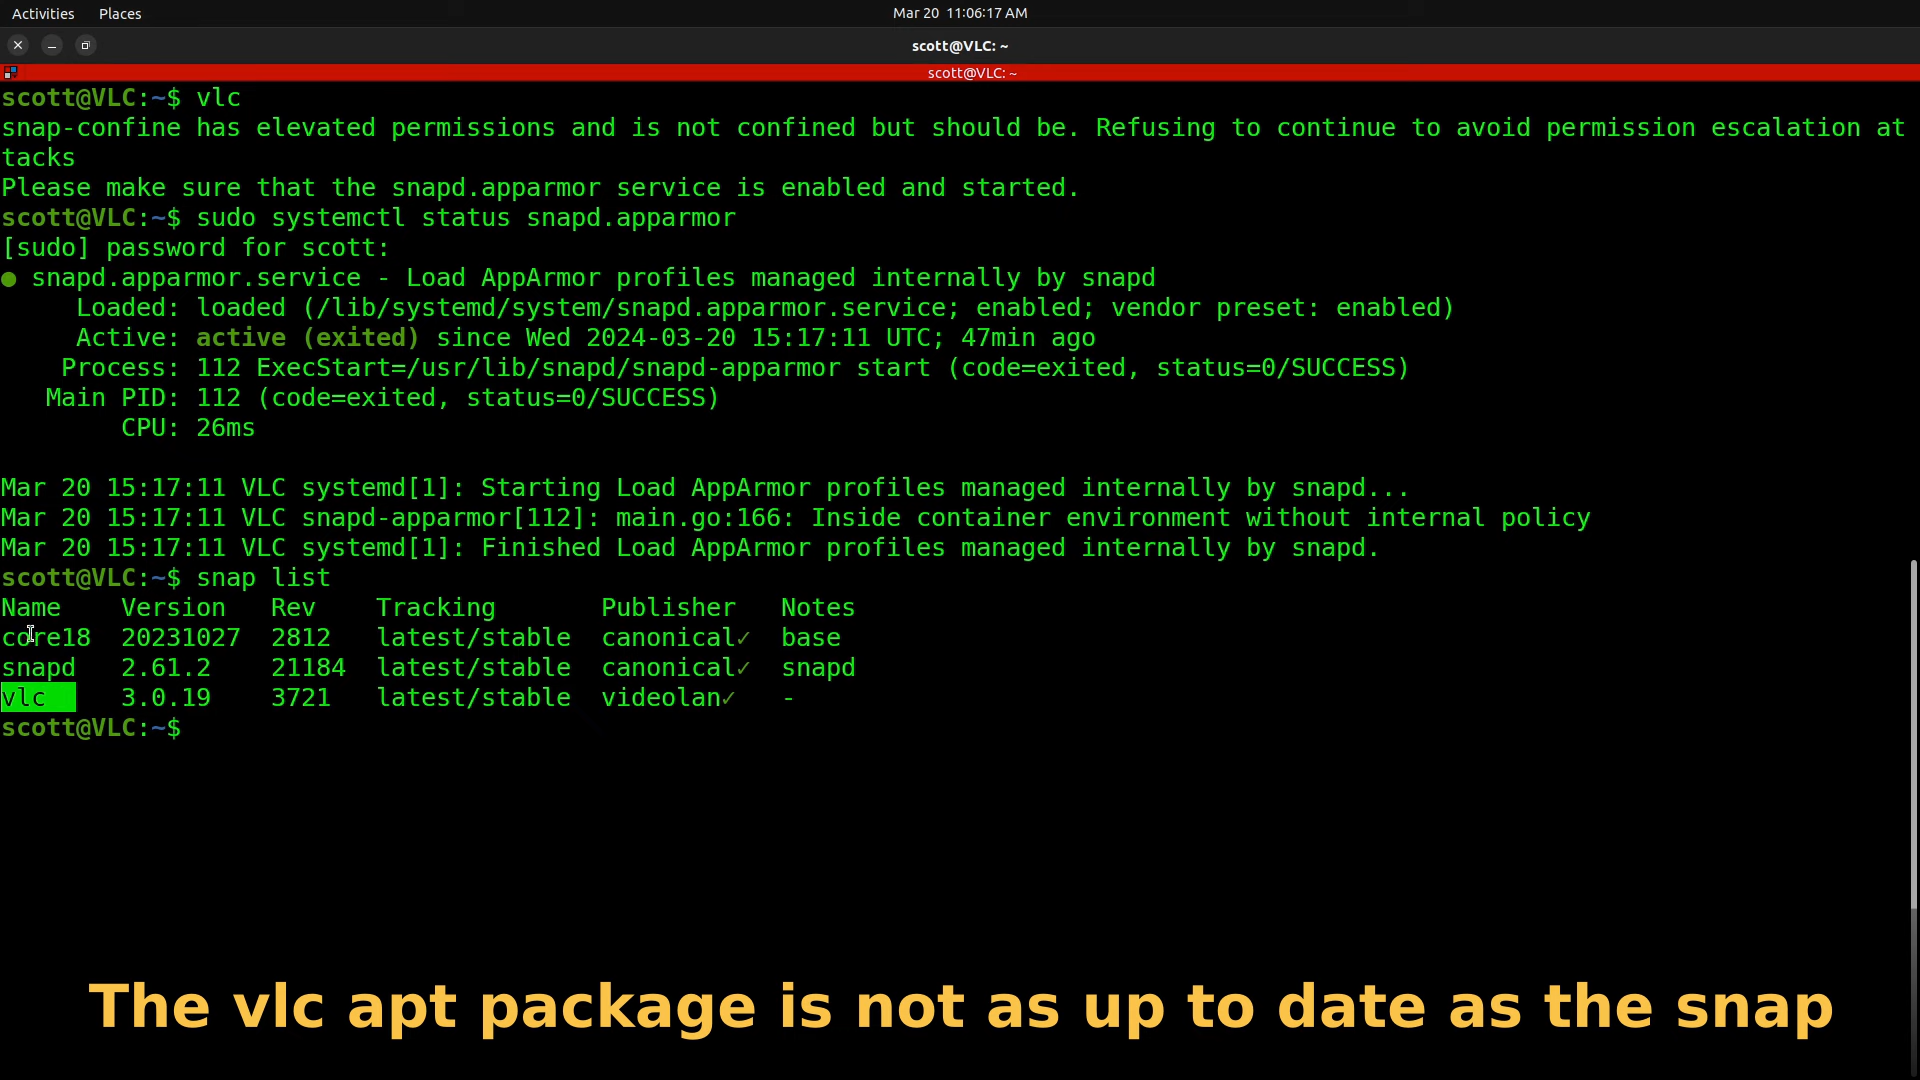 Activities Places Mar 20 11:06:17 AM
scott@VLC: ~
scott@VLC: ~
scott@VLC:~$ vlc
snap-confine has elevated permissions and is not confined but should be. Refusing to continue to avoid permission escalation at
tacks
Please make sure that the snapd.apparmor service is enabled and started.
scott@VLC:~$ sudo systemctl status snapd.apparmor
[sudo] password for scott:
● snapd.apparmor.service - Load AppArmor profiles managed internally by snapd
     Loaded: loaded (/lib/systemd/system/snapd.apparmor.service; enabled; vendor preset: enabled)
     Active: active (exited) since Wed 2024-03-20 15:17:11 UTC; 47min ago
    Process: 112 ExecStart=/usr/lib/snapd/snapd-apparmor start (code=exited, status=0/SUCCESS)
   Main PID: 112 (code=exited, status=0/SUCCESS)
        CPU: 26ms
Mar 20 15:17:11 VLC systemd[1]: Starting Load AppArmor profiles managed internally by snapd...
Mar 20 15:17:11 VLC snapd-apparmor[112]: main.go:166: Inside container environment without internal policy
Mar 20 15:17:11 VLC systemd[1]: Finished Load AppArmor profiles managed internally by snapd.
scott@VLC:~$ snap list
Name    Version   Rev    Tracking       Publisher   Notes
core18  20231027  2812   latest/stable  canonical✓  base
snapd   2.61.2    21184  latest/stable  canonical✓  snapd
vlc     3.0.19    3721   latest/stable  videolan✓   -
scott@VLC:~$
The vlc apt package is not as up to date as the snap